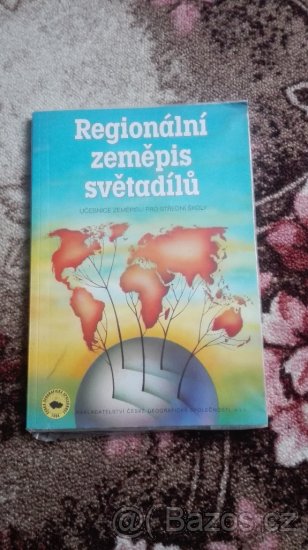 Regionální
zeměpis
světadílů
UČEBNICE ZEMĚPISU PRO STŘEDNÍ ŠKOLY
NAKLADATELSTVÍ ČESKÉ GEOGRAFICKÉ SPOLEČNOSTI, s.r.o.
@ Bazos.cz